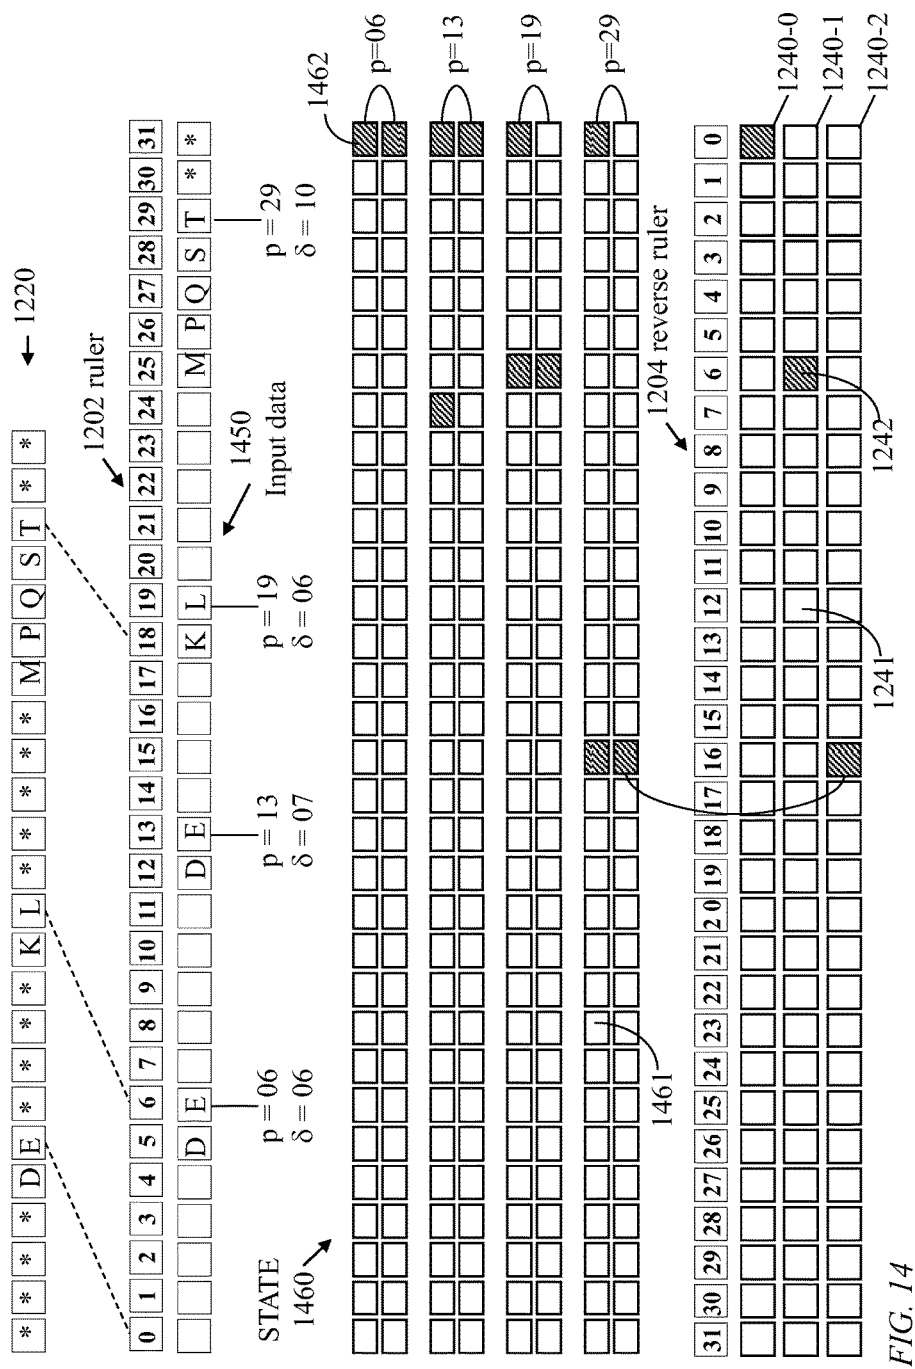 * * * * D E * * * * K L * * * * * M P Q S T * *
1220
1202 ruler
0 1 2 3 4 5 6 7 8 9 10 11 12 13 14 15 16 17 18 19 20 21 22 23 24 25 26 27 28 29 30 31
D E D E K L M P Q S T * *
1450
Input data
p = 06
δ = 06
p = 13
δ = 07
p = 19
δ = 06
p = 29
δ = 10
STATE
1460
1462
p=06
p=13
p=19
p=29
1461
1204 reverse ruler
31 30 29 28 27 26 25 24 23 22 21 20 19 18 17 16 15 14 13 12 11 10 9 8 7 6 5 4 3 2 1 0
1240-0
1240-1
1240-2
1241
1242
FIG. 14